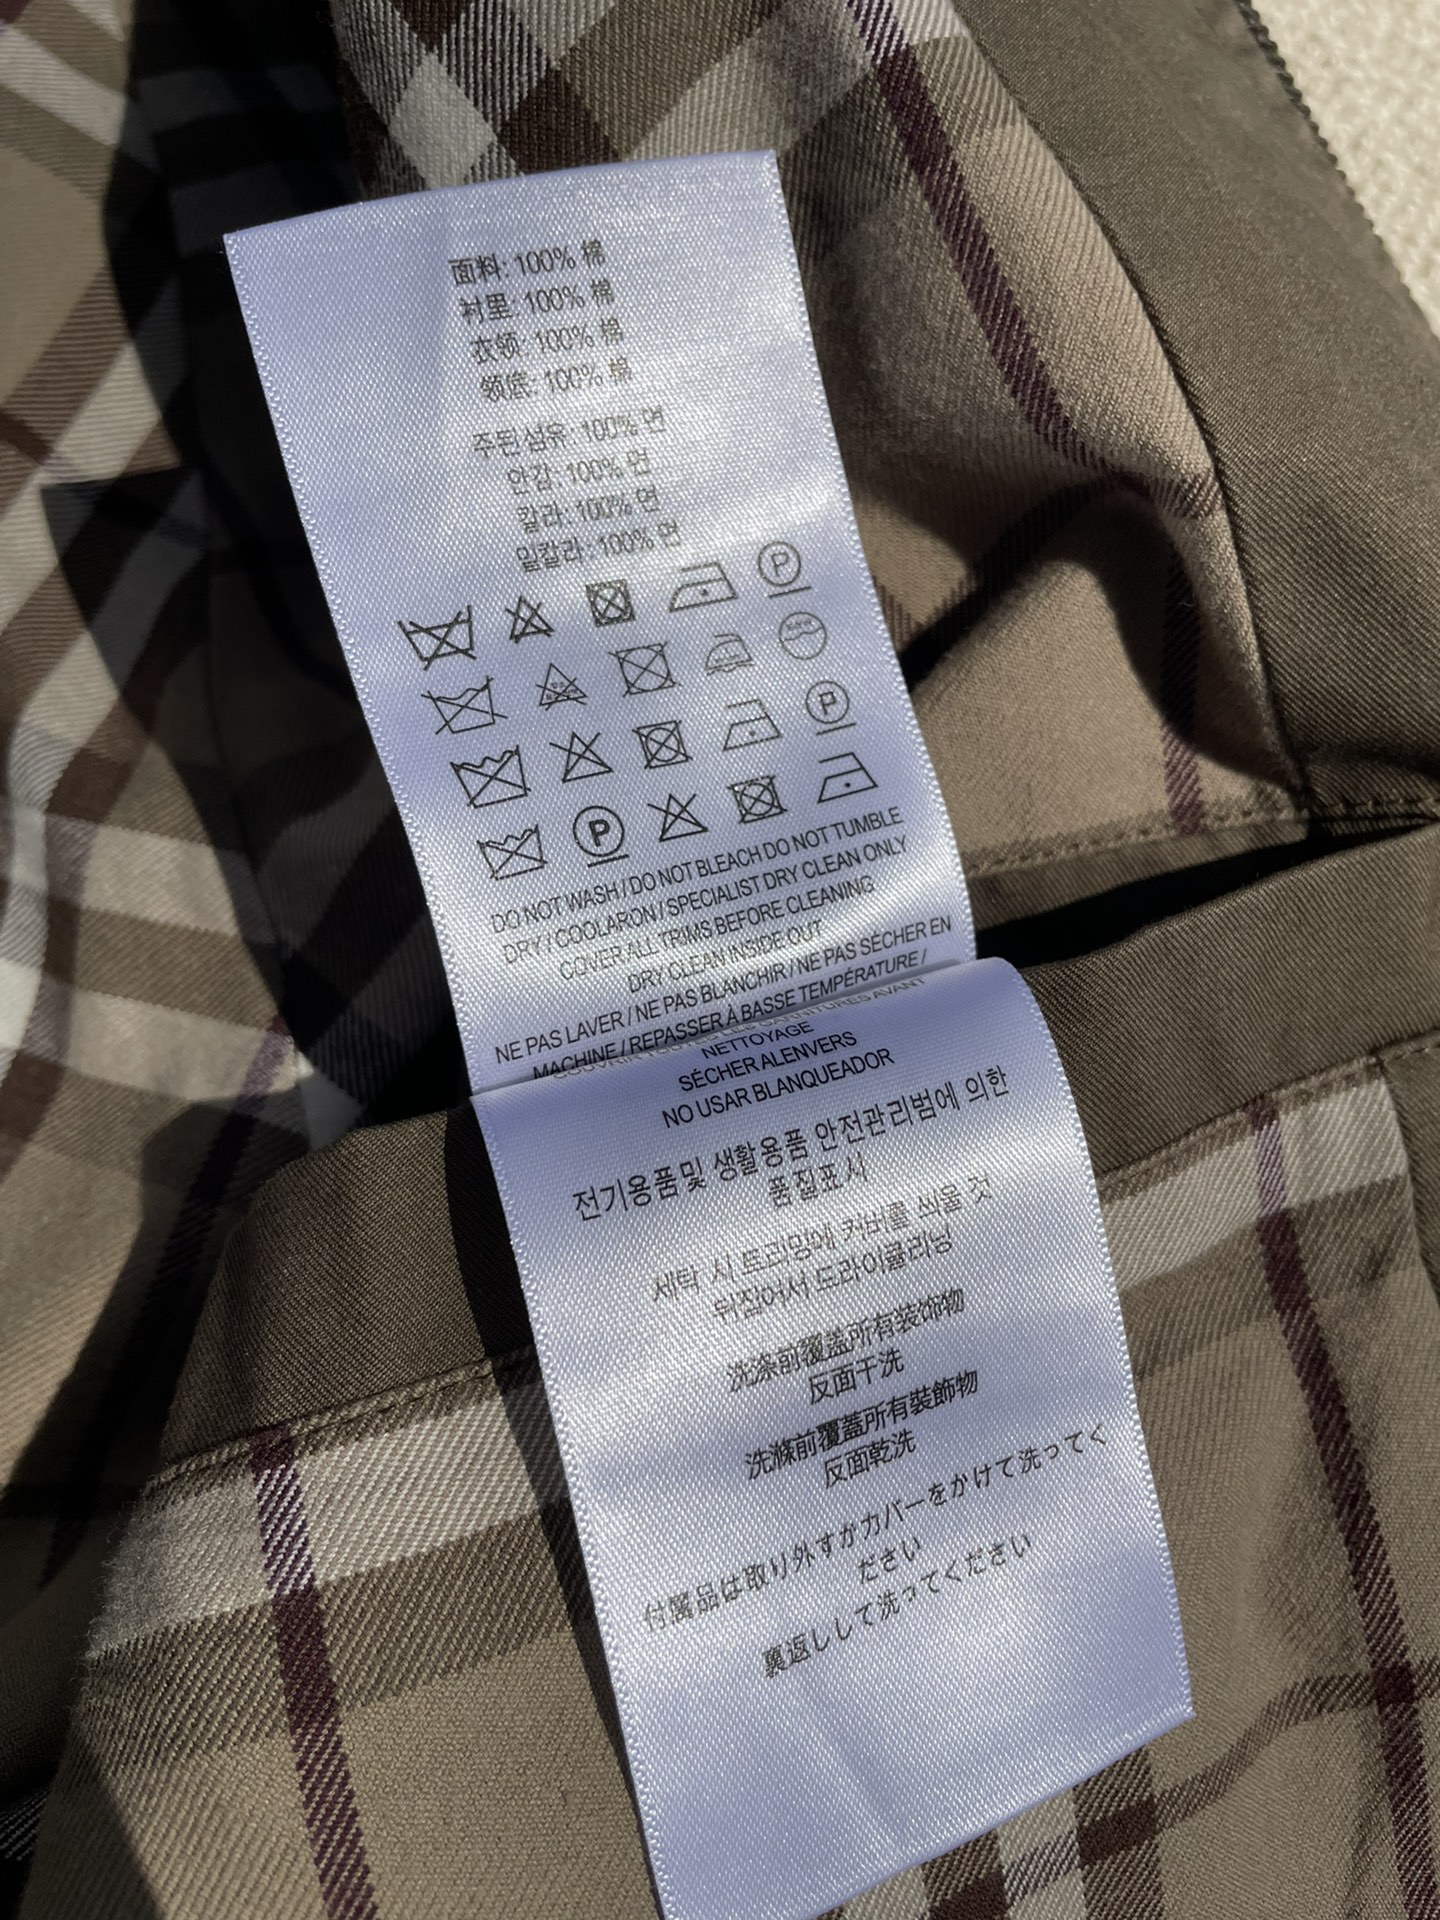 面料: 100% 棉
衬里: 100% 棉
衣领: 100% 棉
领底: 100% 棉
주된섬유: 100% 면
안감: 100% 면
칼라: 100% 면
밑칼라: 100% 면
P
P
P
DO NOT WASH / DO NOT BLEACH DO NOT TUMBLE
DRY / COOLARON / SPECIALIST DRY CLEAN ONLY
COVER ALL TRIMS BEFORE CLEANING
DRY CLEAN INSIDE OUT
NE PAS LAVER / NE PAS BLANCHIR / NE PAS SÉCHER EN
MACHINE / REPASSER À BASSE TEMPÉRATURE /
AVANT
NETTOYAGE
SÉCHER ALENVERS
NO USAR BLANQUEADOR
전기용품및 생활용품 안전관리법에 의한
품질표시
세탁 시 트리밍에 커버를 씌울 것
뒤집어서 드라이클리닝
洗涤前覆盖所有装饰物
反面干洗
洗滌前覆蓋所有裝飾物
反面乾洗
付属品は取り外すかカバーをかけて洗ってく
ださい
裏返しして洗ってください